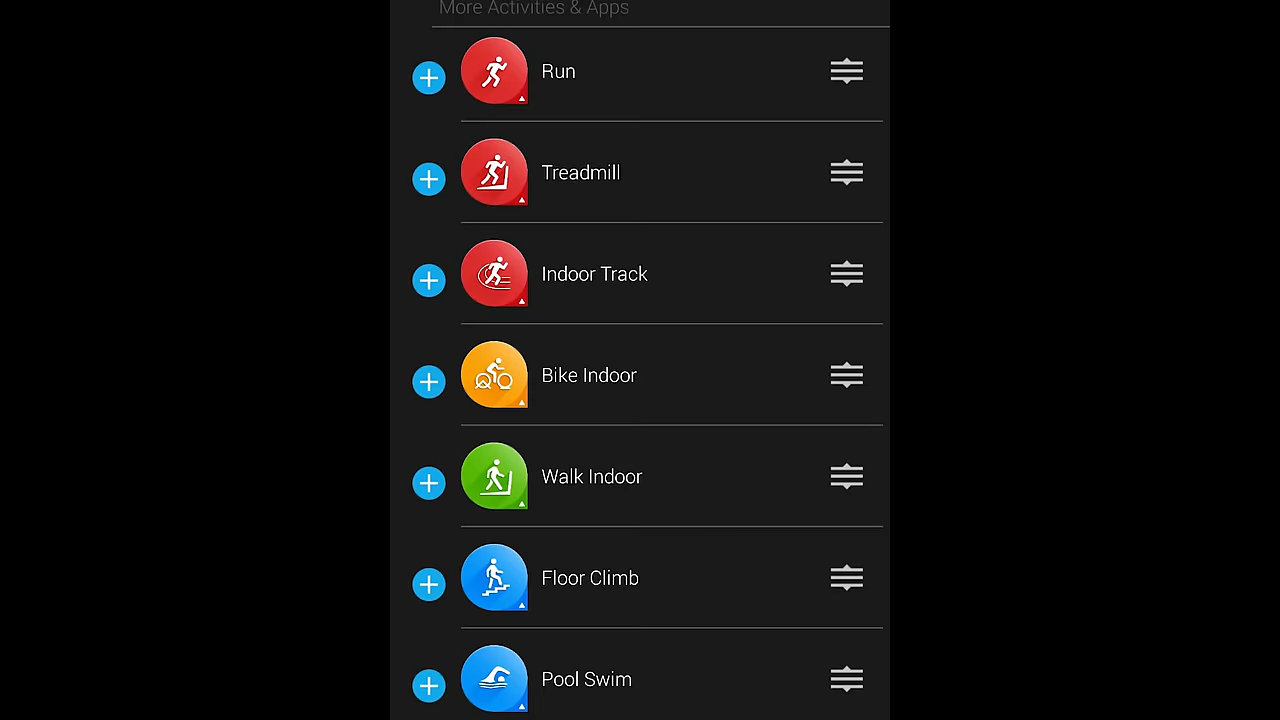 More Activities & Apps
Run
Treadmill
Indoor Track
Bike Indoor
Walk Indoor
Floor Climb
Pool Swim